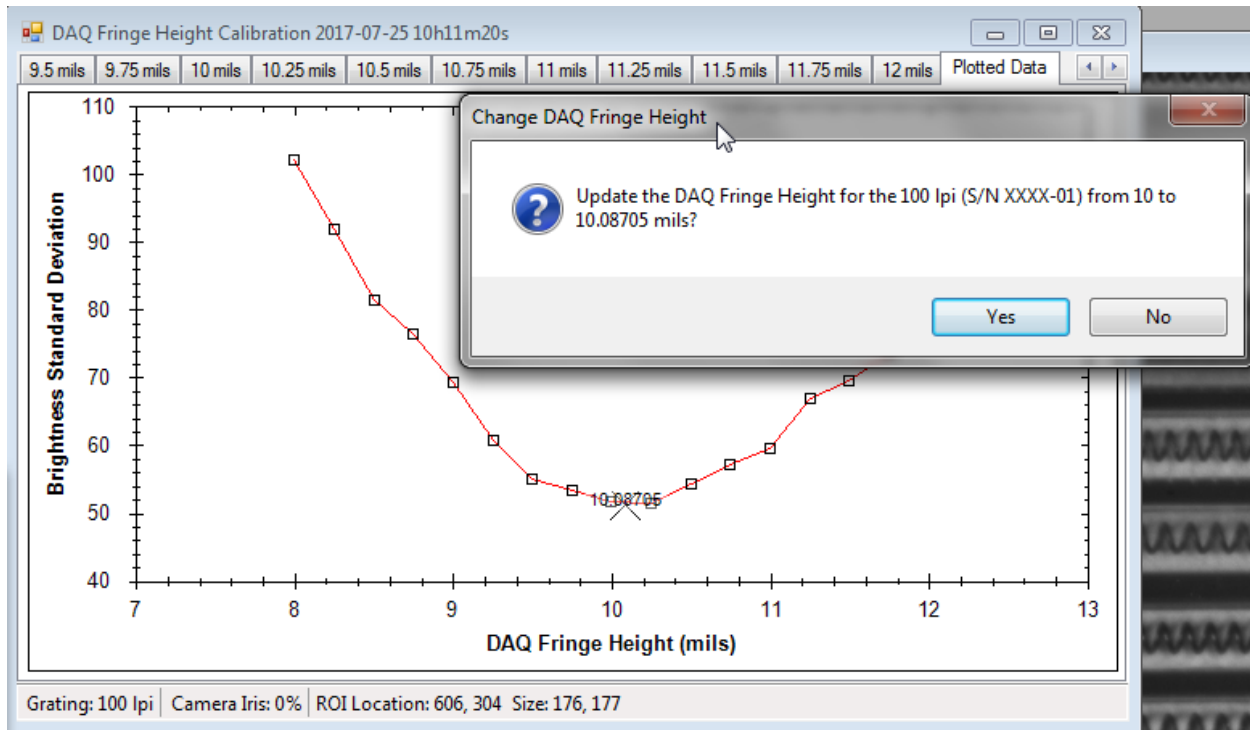 DAQ Fringe Height Calibration 2017-07-25 10h11m20s
9.5 mils 9.75 mils 10 mils 10.25 mils 10.5 mils 10.75 mils 11 mils 11.25 mils 11.5 mils 11.75 mils 12 mils Plotted Data
Change DAQ Fringe Height
Update the DAQ Fringe Height for the 100 lpi (S/N XXXX-01) from 10 to
10.08705 mils?
Yes No
110
100
90
80
70
60
50
40
Brightness Standard Deviation
10.08705
7 8 9 10 11 12 13
DAQ Fringe Height (mils)
Grating: 100 lpi Camera Iris: 0% ROI Location: 606, 304 Size: 176, 177